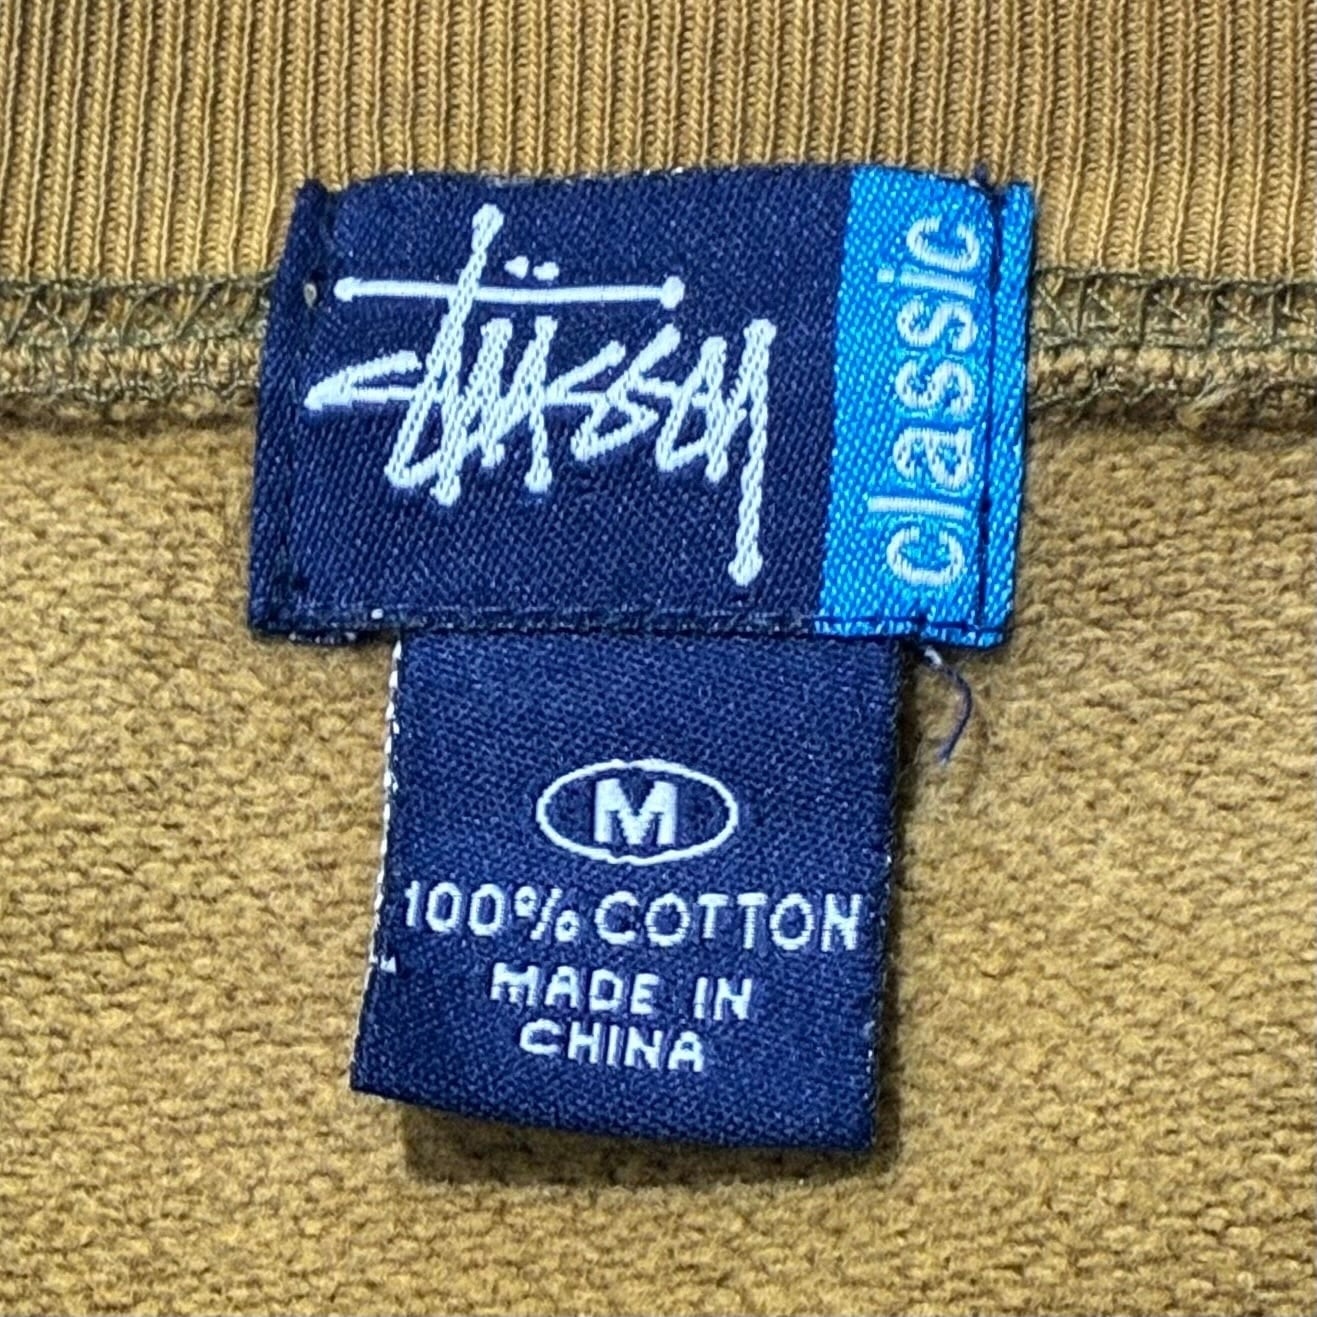 stüssy
classic
M
100% COTTON
MADE IN
CHINA